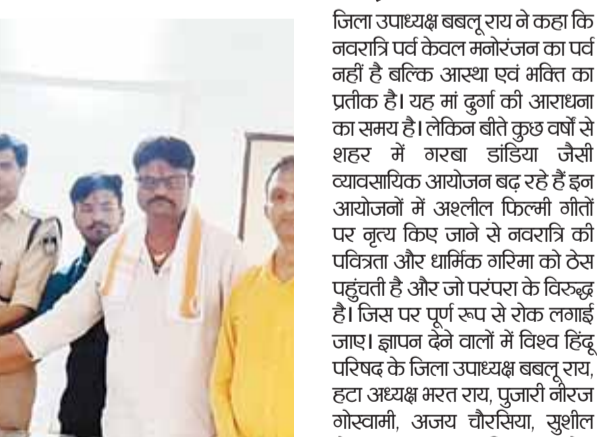 जिला उपाध्यक्ष बबलू राय ने कहा कि
नवरात्रि पर्व केवल मनोरंजन का पर्व
नहीं है बल्कि आस्था एवं भक्ति का
प्रतीक है। यह मां दुर्गा की आराधना
का समय है। लेकिन बीते कुछ वर्षों से
शहर में गरबा डांडिया जैसी
व्यावसायिक आयोजन बढ़ रहे हैं इन
आयोजनों में अश्लील फिल्मी गीतों
पर नृत्य किए जाने से नवरात्रि की
पवित्रता और धार्मिक गरिमा को ठेस
पहुंचती है और जो परंपरा के विरुद्ध
है। जिस पर पूर्ण रूप से रोक लगाई
जाए। ज्ञापन देने वालों में विश्व हिंदू
परिषद के जिला उपाध्यक्ष बबलू राय,
हटा अध्यक्ष भरत राय, पुजारी नीरज
गोस्वामी, अजय चौरसिया, सुशील